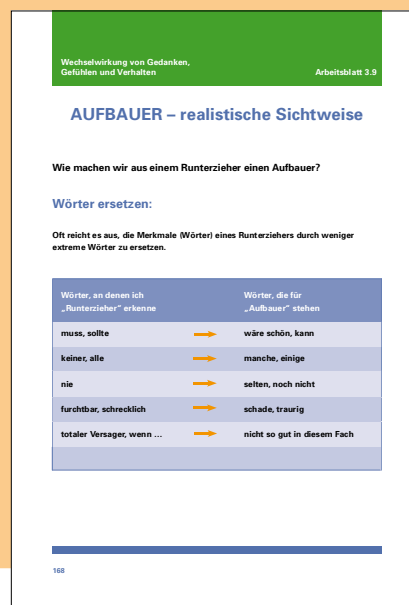 Wechselwirkung von Gedanken,
Gefühlen und Verhalten
Arbeitsblatt 3.9
AUFBAUER – realistische Sichtweise
Wie machen wir aus einem Runterzieher einen Aufbauer?
Wörter ersetzen:
Oft reicht es aus, die Merkmale (Wörter) eines Runterziehers durch weniger
extreme Wörter zu ersetzen.
Wörter, an denen ich
„Runterzieher“ erkenne
Wörter, die für
„Aufbauer“ stehen
muss, sollte
wäre schön, kann
keiner, alle
manche, einige
nie
selten, noch nicht
furchtbar, schrecklich
schade, traurig
totaler Versager, wenn ...
nicht so gut in diesem Fach
168